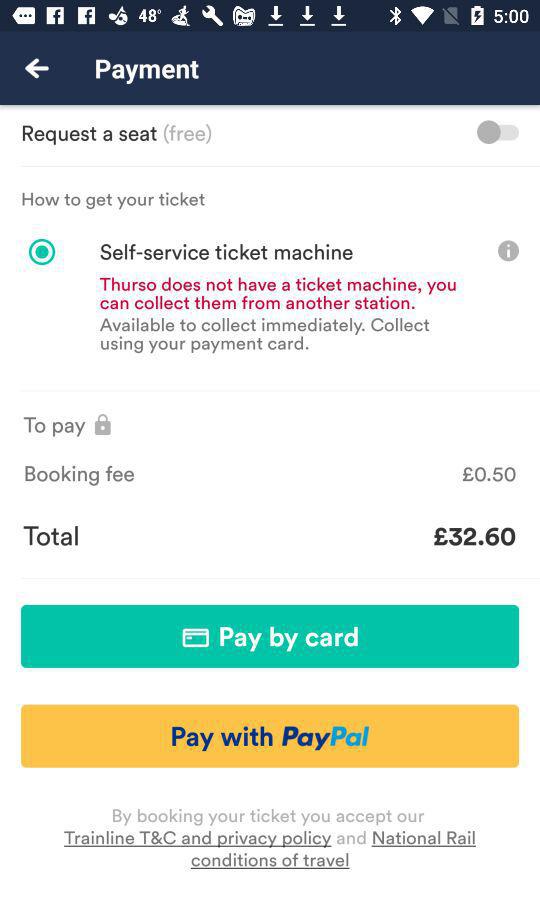 48° 5:00
Payment
Request a seat (free)
How to get your ticket
Self-service ticket machine
Thurso does not have a ticket machine, you
can collect them from another station.
Available to collect immediately. Collect
using your payment card.
To pay
Booking fee £0.50
Total £32.60
Pay by card
Pay with PayPal
By booking your ticket you accept our
Trainline T&C and privacy policy and National Rail
conditions of travel